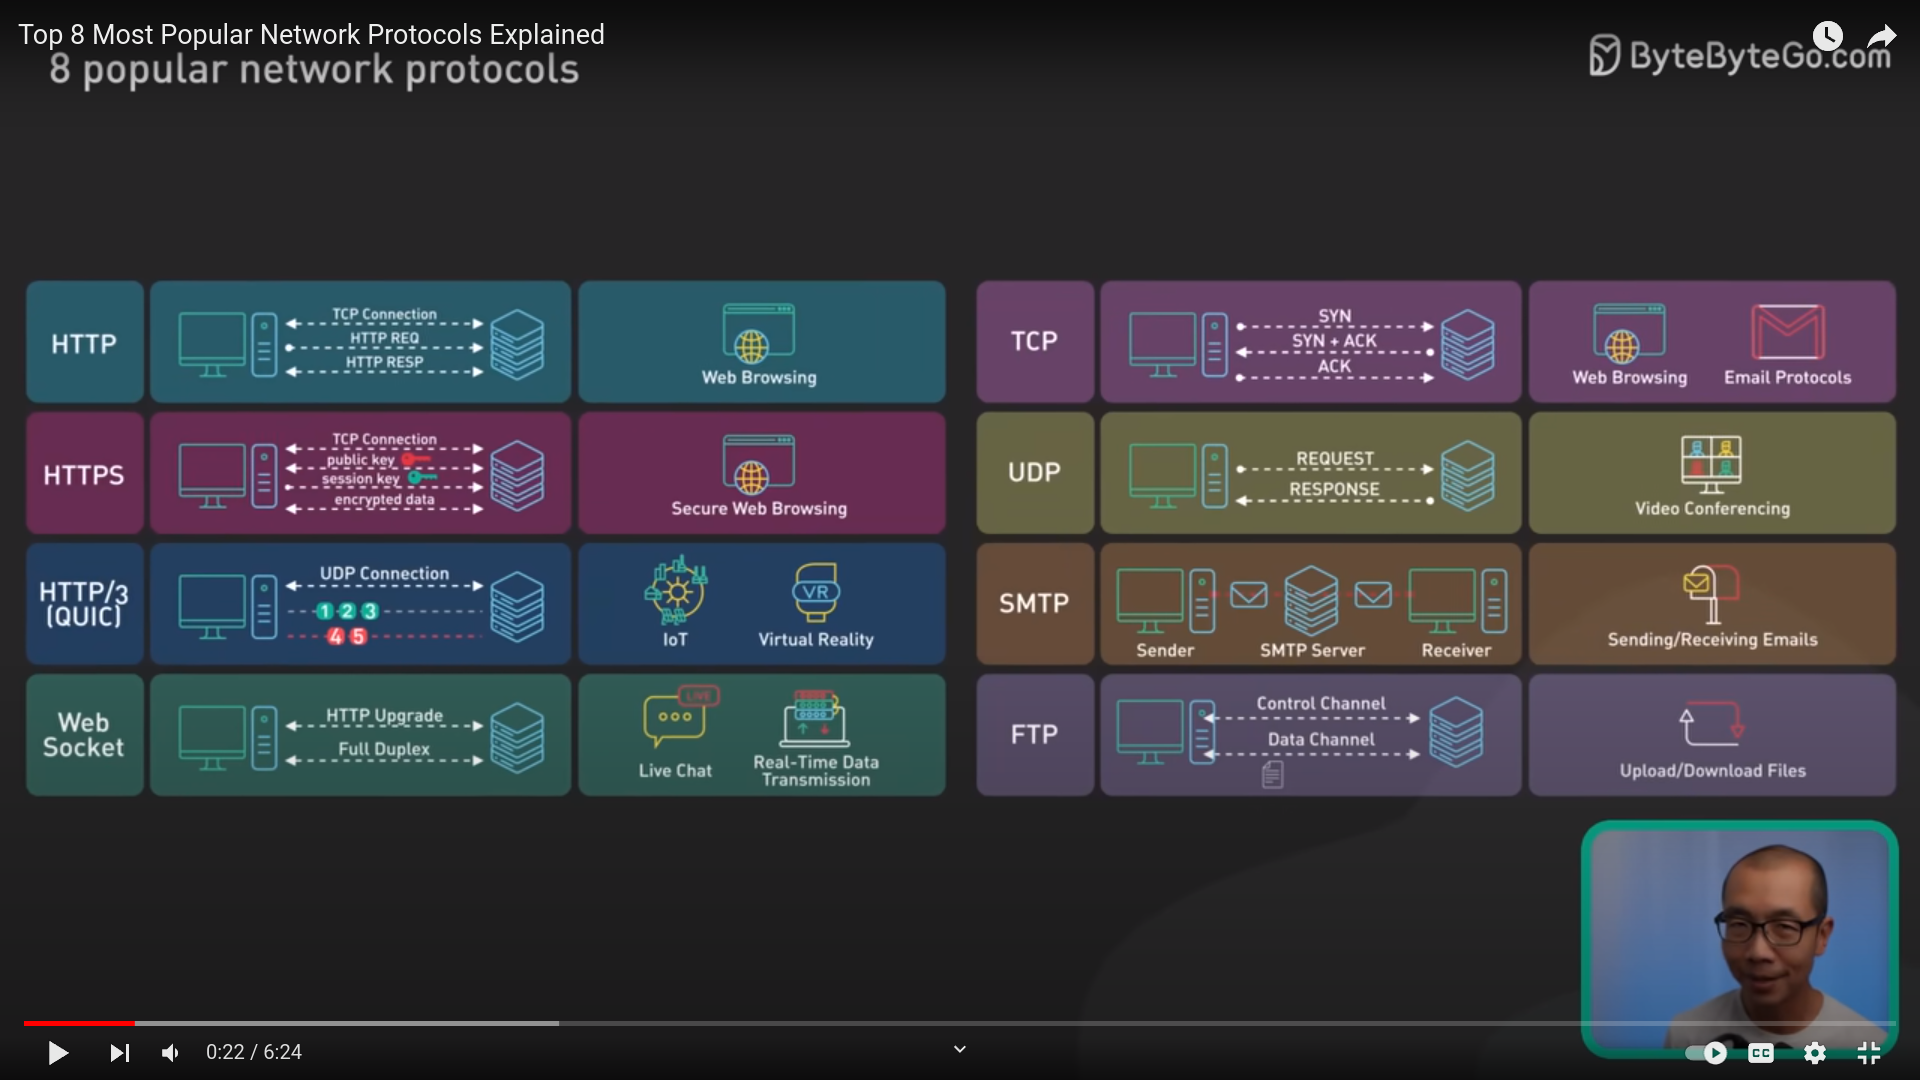 Top 8 Most Popular Network Protocols Explained
8 popular network protocols
ByteByteGo.com
HTTP
TCP Connection
HTTP REQ
HTTP RESP
Web Browsing
HTTPS
TCP Connection
public key
session key
encrypted data
Secure Web Browsing
HTTP/3
(QUIC)
UDP Connection
1 2 3
4 5
IoT
VR
Virtual Reality
Web
Socket
HTTP Upgrade
Full Duplex
LIVE
Live Chat
Real-Time Data
Transmission
TCP
SYN
SYN + ACK
ACK
Web Browsing
Email Protocols
UDP
REQUEST
RESPONSE
Video Conferencing
SMTP
Sender
SMTP Server
Receiver
Sending/Receiving Emails
FTP
Control Channel
Data Channel
Upload/Download Files
0:22 / 6:24
CC